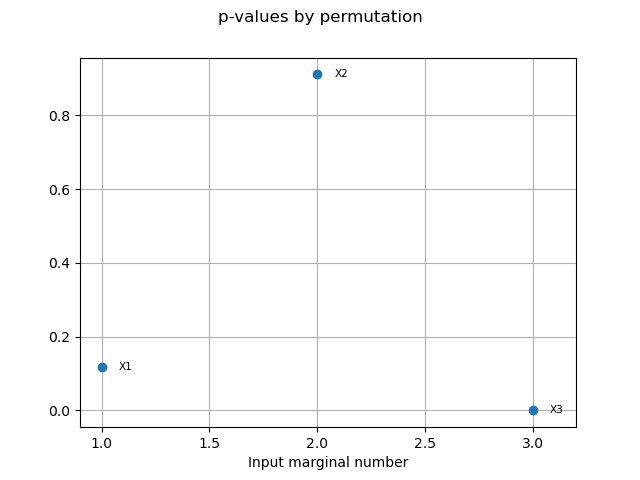 p-values by permutation
X2
0.8
0.6
0.4
0.2
X1
0.0
X3
1.0 1.5 2.0 2.5 3.0
Input marginal number